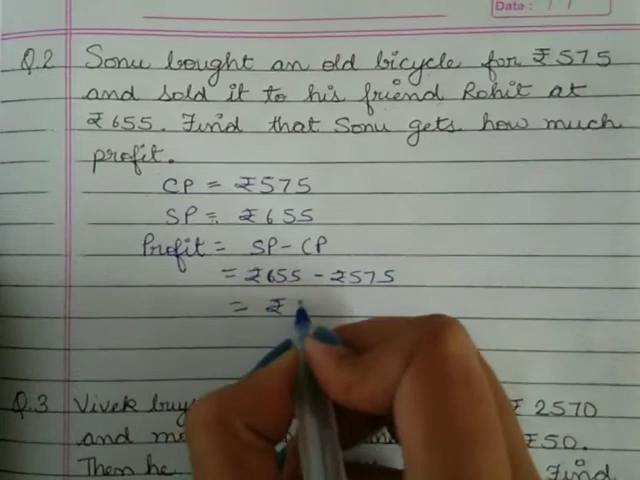 Date :
Q.2 Sonu bought an old bicycle for ₹575
and sold it to his friend Rohit at
₹655. Find that Sonu gets how much
profit.
CP = ₹575
SP = ₹655
Profit = SP - CP
= ₹655 - ₹575
= ₹
Q.3 Vivek buys ₹ 2570
and ₹50.
Then he Find